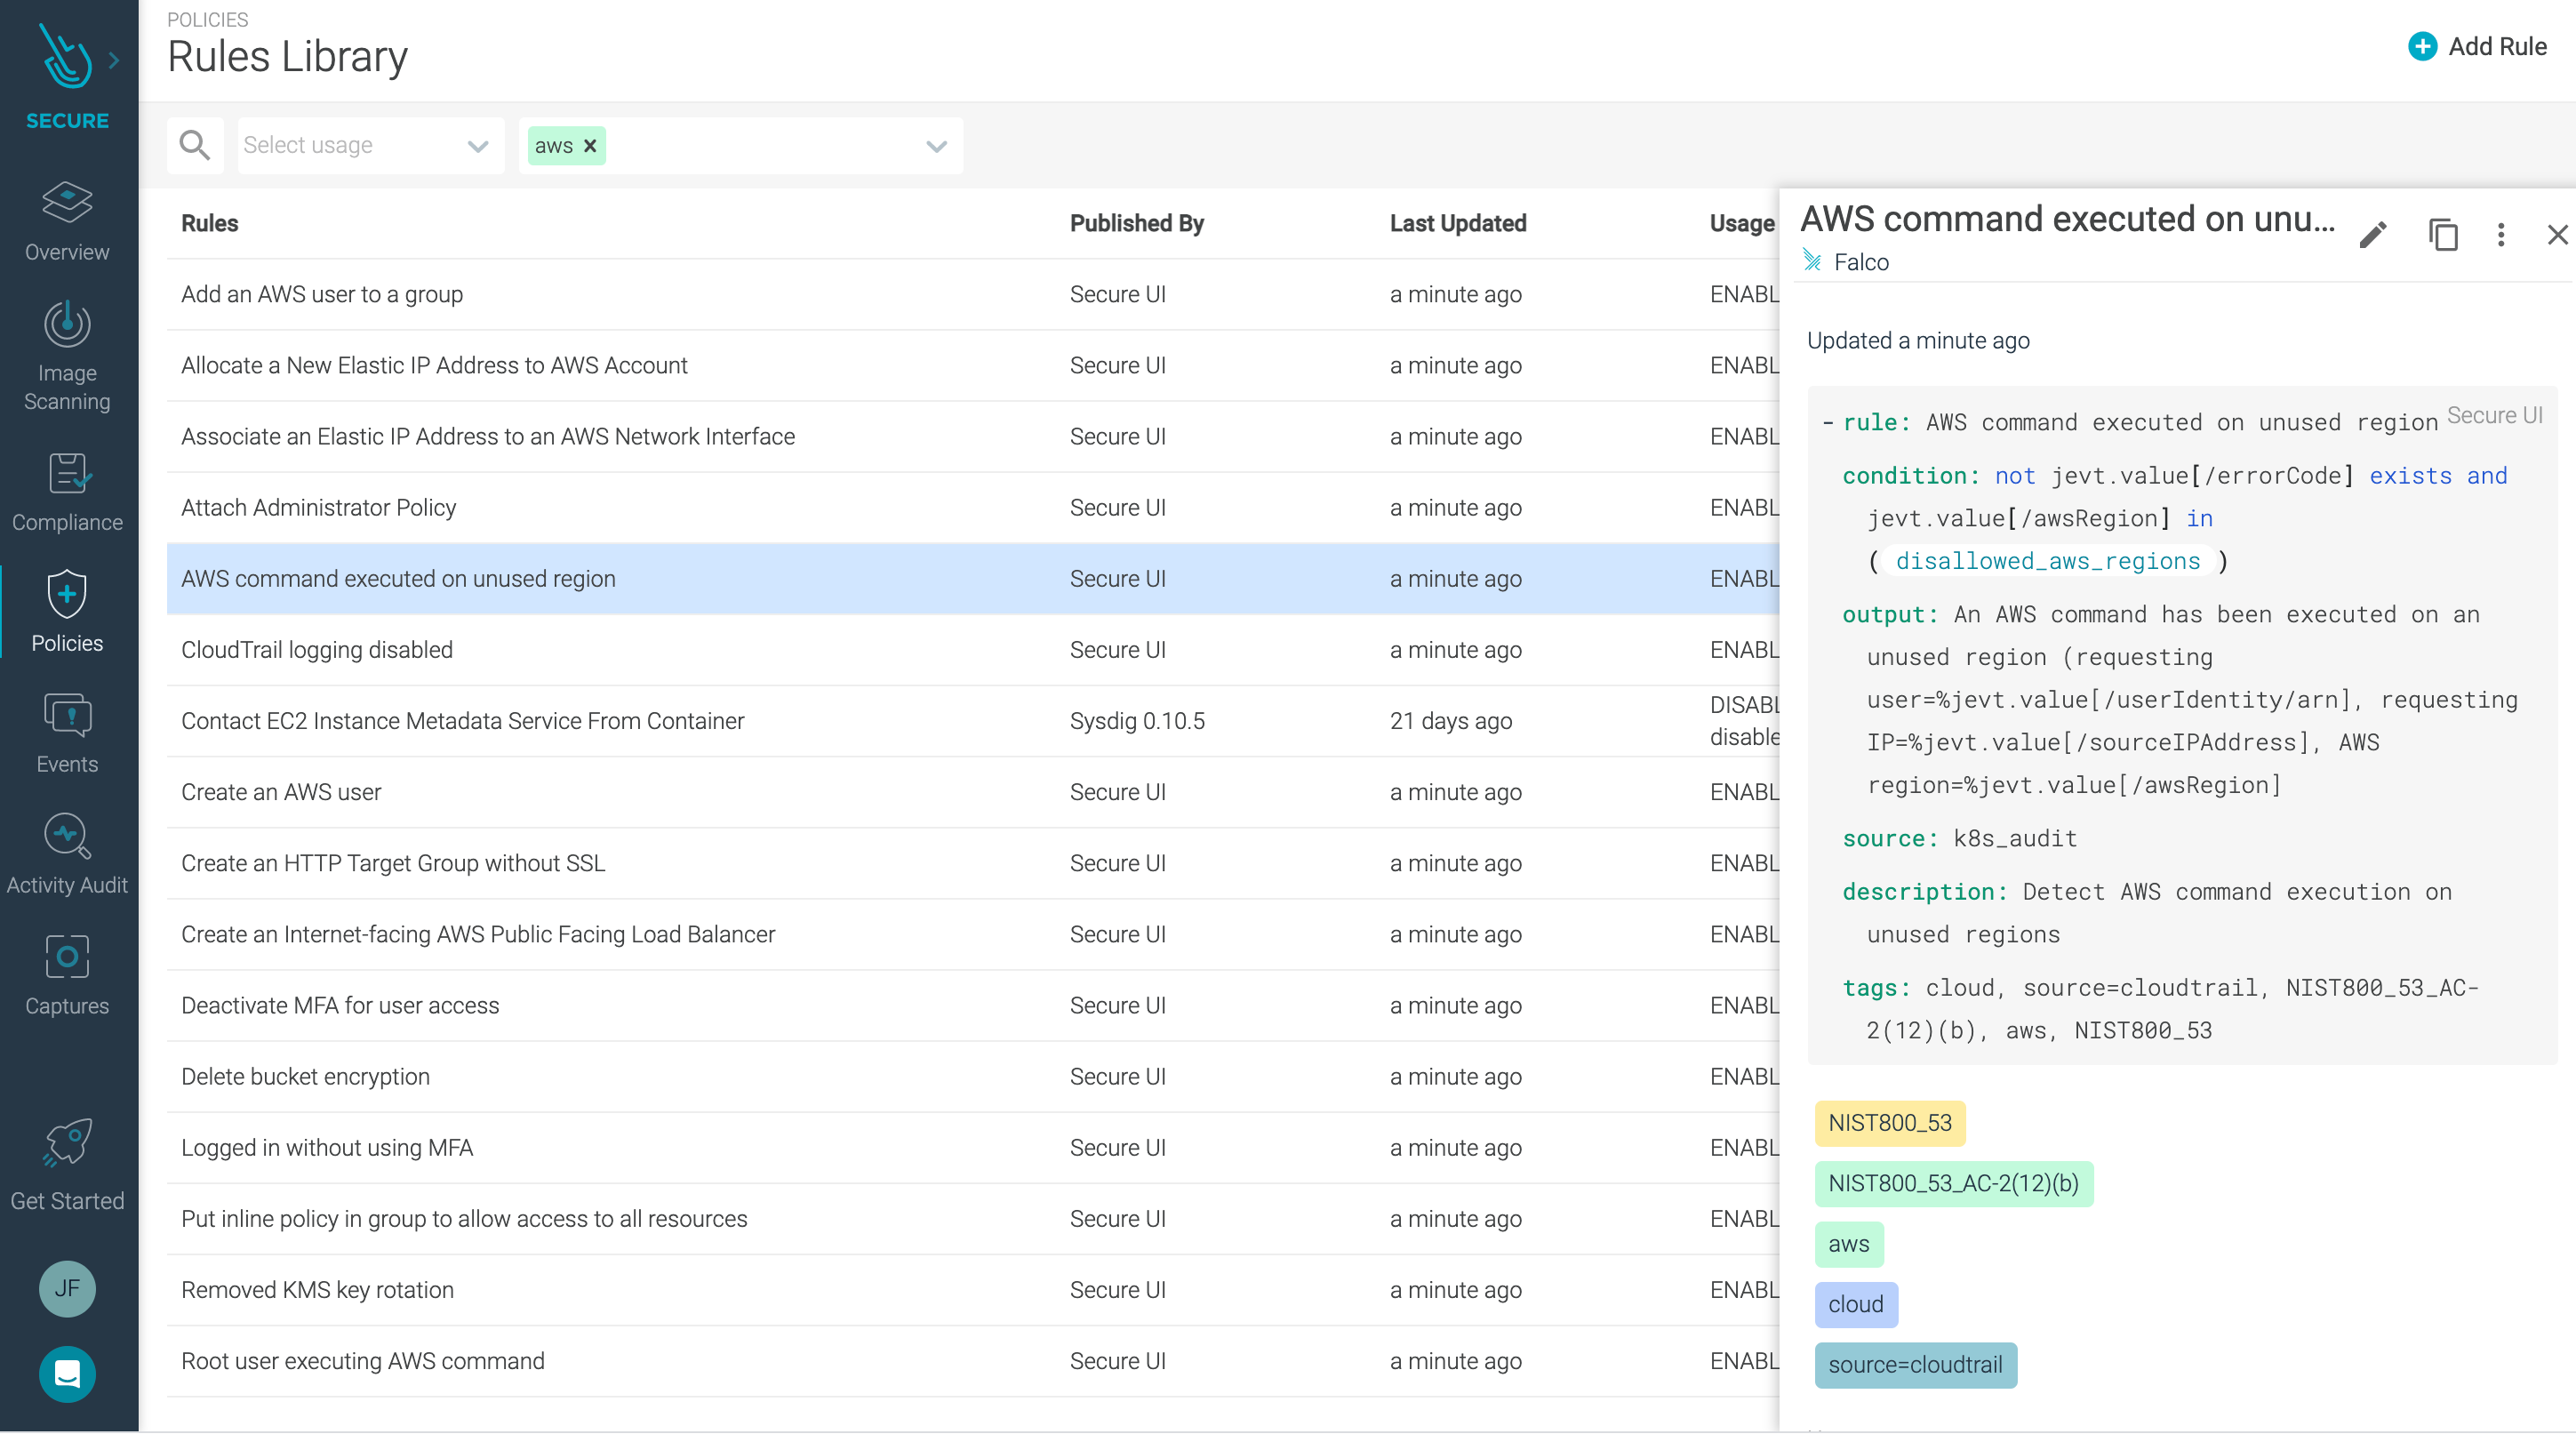 SECURE
Overview
Image
Scanning
Compliance
Policies
Events
Activity Audit
Captures
Get Started
JF
POLICIES
Rules Library
Add Rule
Select usage
aws
Rules Published By Last Updated Usage
Add an AWS user to a group Secure UI a minute ago ENABL
Allocate a New Elastic IP Address to AWS Account Secure UI a minute ago ENABL
Associate an Elastic IP Address to an AWS Network Interface Secure UI a minute ago ENABL
Attach Administrator Policy Secure UI a minute ago ENABL
AWS command executed on unused region Secure UI a minute ago ENABL
CloudTrail logging disabled Secure UI a minute ago ENABL
Contact EC2 Instance Metadata Service From Container Sysdig 0.10.5 21 days ago DISABL
disable
Create an AWS user Secure UI a minute ago ENABL
Create an HTTP Target Group without SSL Secure UI a minute ago ENABL
Create an Internet-facing AWS Public Facing Load Balancer Secure UI a minute ago ENABL
Deactivate MFA for user access Secure UI a minute ago ENABL
Delete bucket encryption Secure UI a minute ago ENABL
Logged in without using MFA Secure UI a minute ago ENABL
Put inline policy in group to allow access to all resources Secure UI a minute ago ENABL
Removed KMS key rotation Secure UI a minute ago ENABL
Root user executing AWS command Secure UI a minute ago ENABL
AWS command executed on unu...
Falco
Updated a minute ago
- rule: AWS command executed on unused region Secure UI
condition: not jevt.value[/errorCode] exists and
jevt.value[/awsRegion] in
( disallowed_aws_regions )
output: An AWS command has been executed on an
unused region (requesting
user=%jevt.value[/userIdentity/arn], requesting
IP=%jevt.value[/sourceIPAddress], AWS
region=%jevt.value[/awsRegion]
source: k8s_audit
description: Detect AWS command execution on
unused regions
tags: cloud, source=cloudtrail, NIST800_53_AC-
2(12)(b), aws, NIST800_53
NIST800_53
NIST800_53_AC-2(12)(b)
aws
cloud
source=cloudtrail